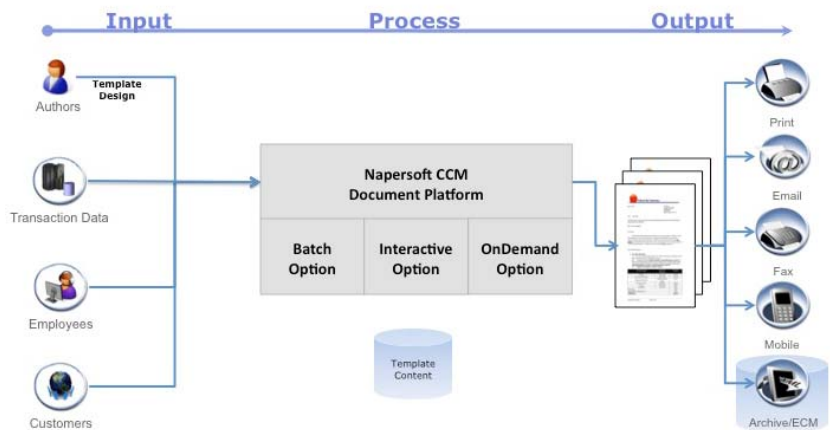 Input
Process
Output
Template
Design
Authors
Transaction Data
Employees
Customers
Napersoft CCM
Document Platform
Batch
Option
Interactive
Option
OnDemand
Option
Template
Content
Print
Email
Fax
Mobile
Archive/ECM